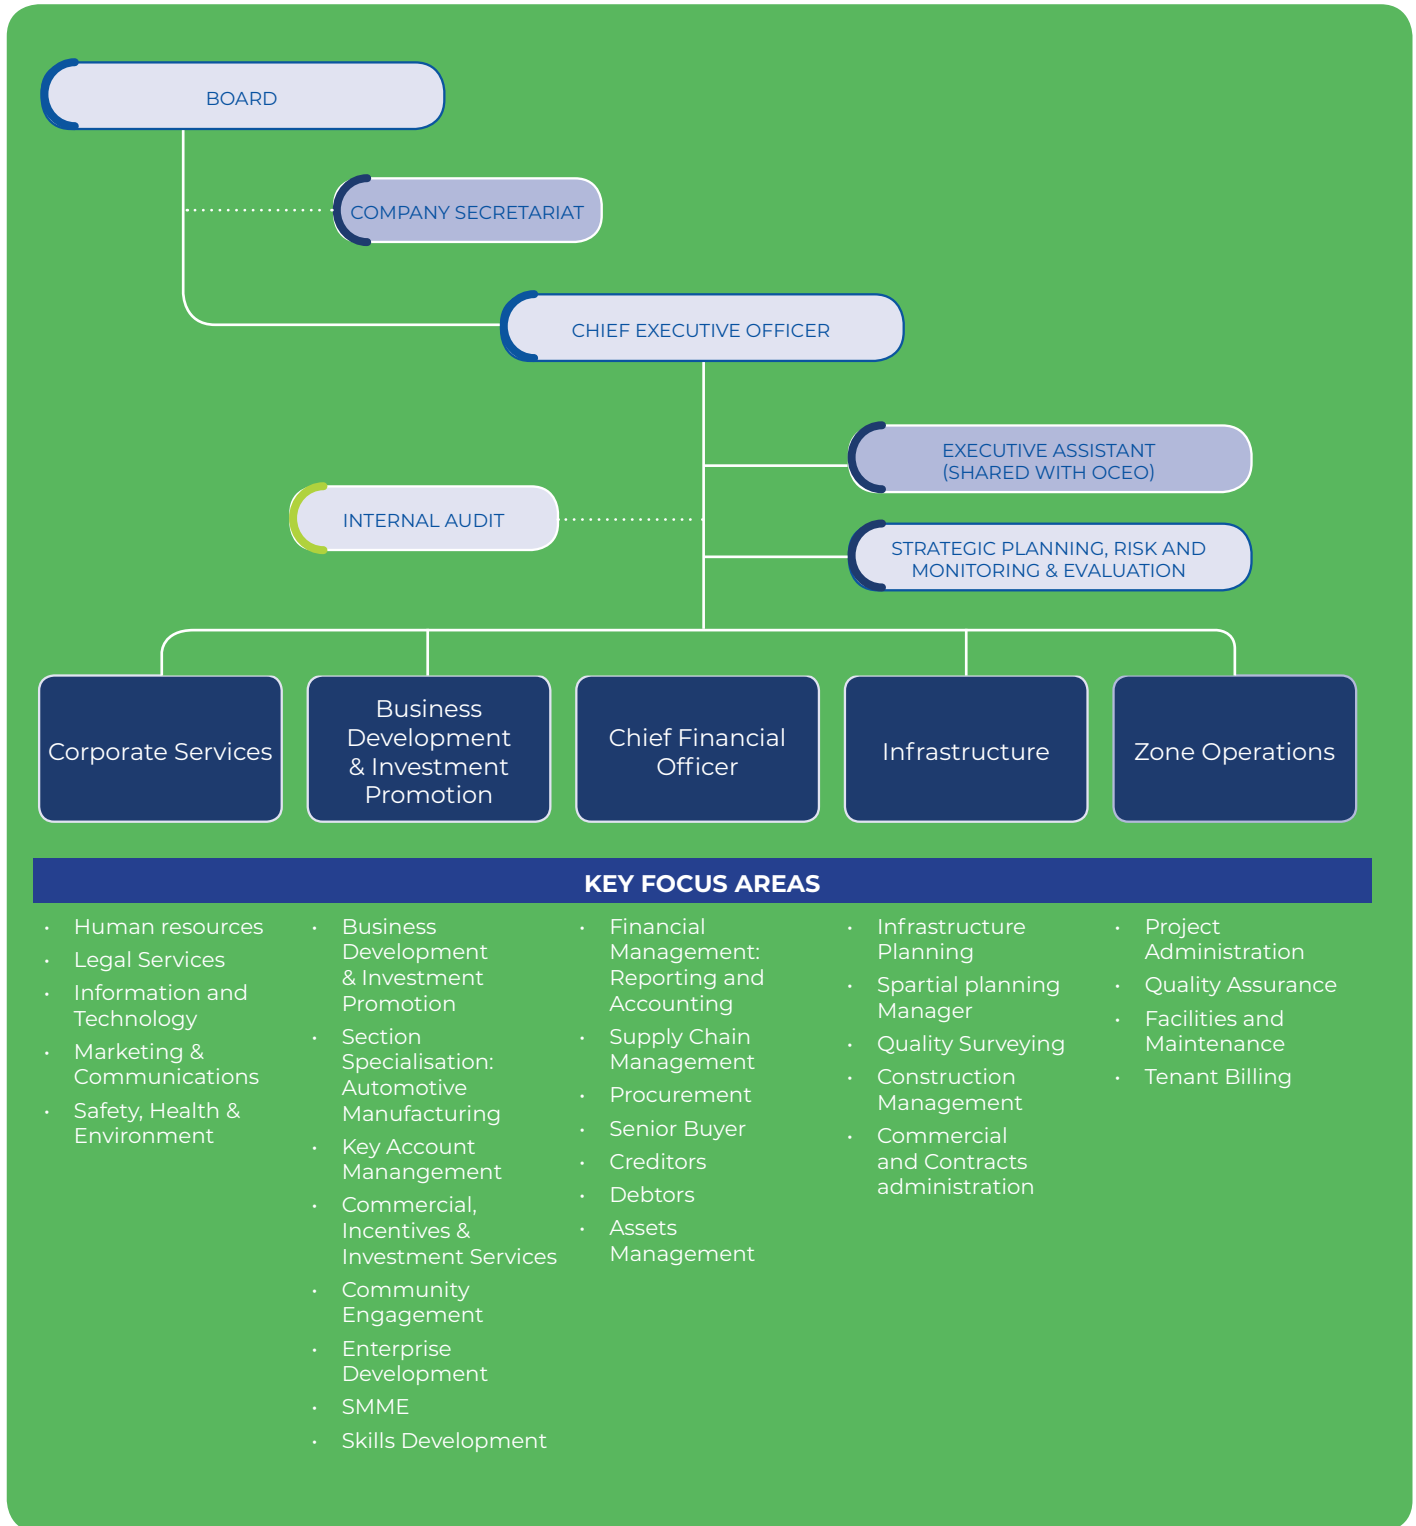 BOARD
COMPANY SECRETARIAT
CHIEF EXECUTIVE OFFICER
EXECUTIVE ASSISTANT
(SHARED WITH OCEO)
INTERNAL AUDIT
STRATEGIC PLANNING, RISK AND
MONITORING & EVALUATION
Corporate Services
Business
Development
& Investment
Promotion
Chief Financial
Officer
Infrastructure
Zone Operations
KEY FOCUS AREAS
• Human resources
• Legal Services
• Information and
Technology
• Marketing &
Communications
• Safety, Health &
Environment
• Business
Development
& Investment
Promotion
• Section
Specialisation:
Automotive
Manufacturing
• Key Account
Manangement
• Commercial,
Incentives &
Investment Services
• Community
Engagement
• Enterprise
Development
• SMME
• Skills Development
• Financial
Management:
Reporting and
Accounting
• Supply Chain
Management
• Procurement
• Senior Buyer
• Creditors
• Debtors
• Assets
Management
• Infrastructure
Planning
• Spartial planning
Manager
• Quality Surveying
• Construction
Management
• Commercial
and Contracts
administration
• Project
Administration
• Quality Assurance
• Facilities and
Maintenance
• Tenant Billing